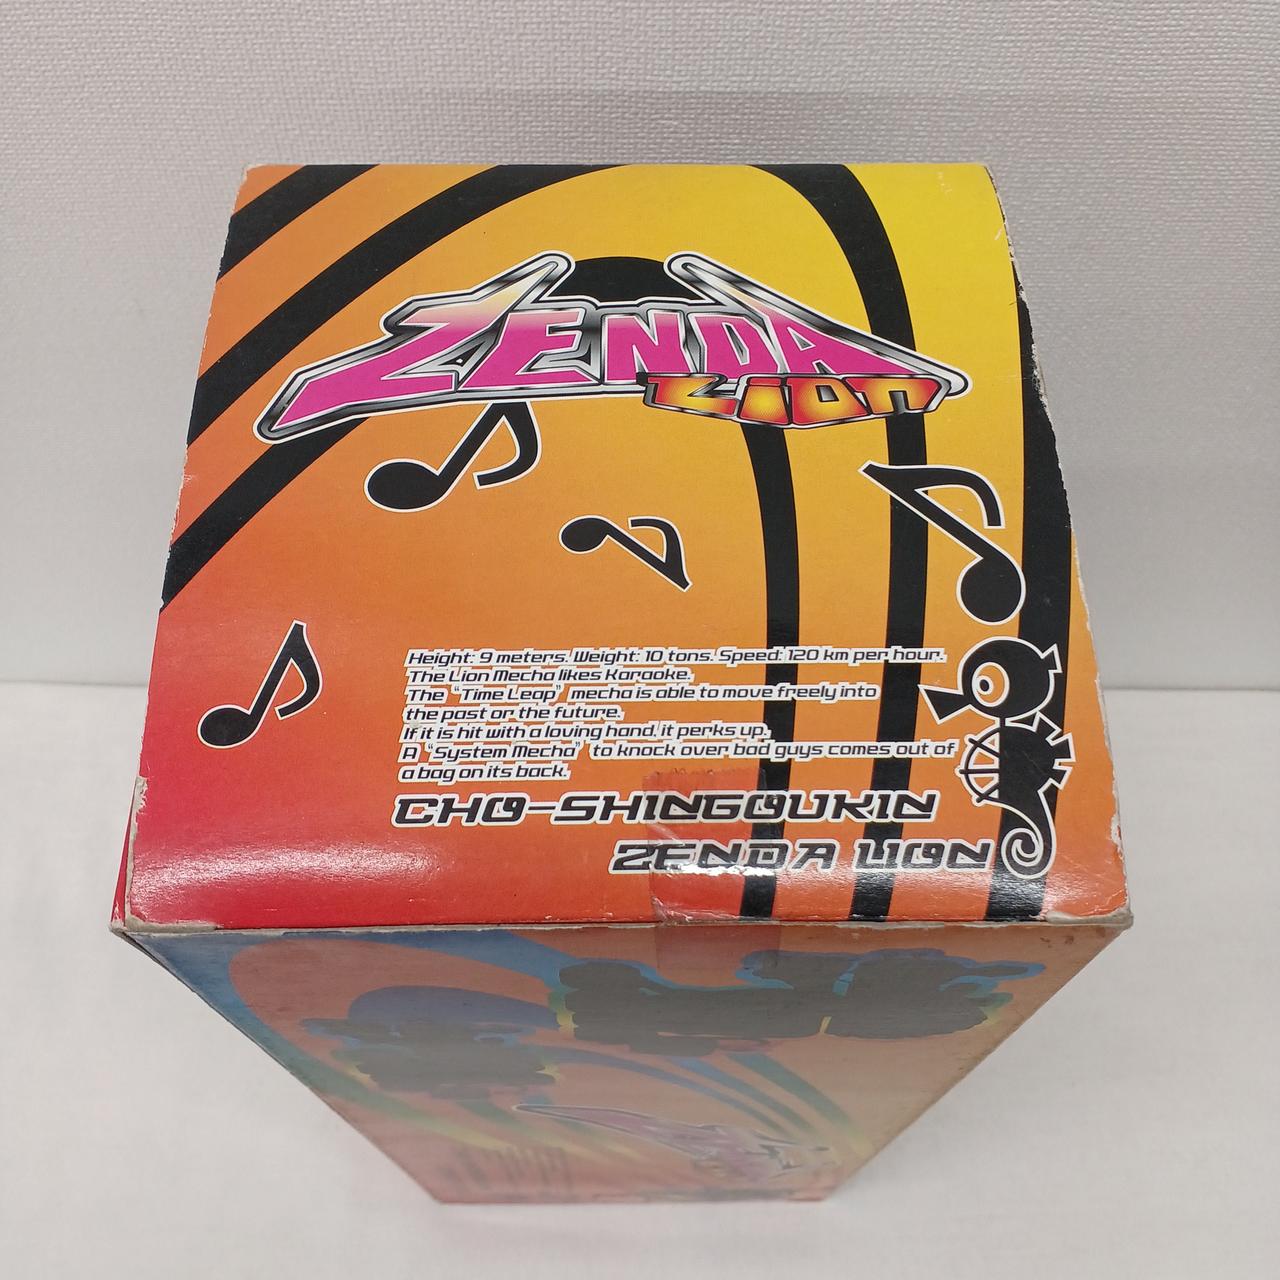 ZENDA
Lion
Height: 9 meters. Weight: 10 tons. Speed: 120 km per hour.
The Lion Mecha likes Karaoke.
The "Time Leap" mecha is able to move freely into
the past or the future.
If it is hit with a loving hand, it perks up.
A "System Mecha" to knock over bad guys comes out of
a bag on its back.
CHO-SHINGOUKIN
ZENDA LION